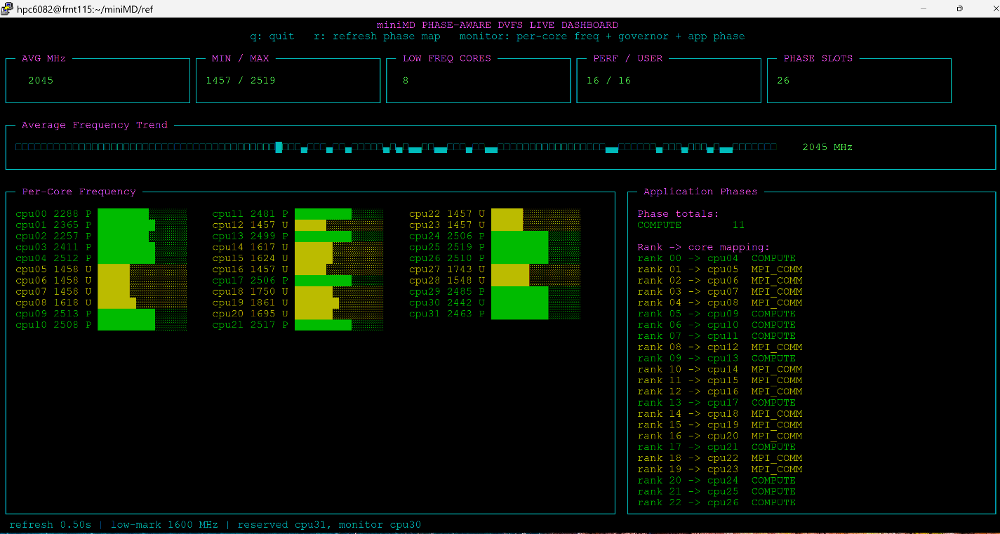 hpc6082@frnt115:~/miniMD/ref
miniMD PHASE-AWARE DVFS LIVE DASHBOARD
q: quit   r: refresh phase map   monitor: per-core freq + governor + app phase
AVG MHz
2045
MIN / MAX
1457 / 2519
LOW FREQ CORES
8
PERF / USER
16 / 16
PHASE SLOTS
26
Average Frequency Trend
2045 MHz
Per-Core Frequency
cpu00 2288 P
cpu01 2365 P
cpu02 2257 P
cpu03 2411 P
cpu04 2512 P
cpu05 1458 U
cpu06 1458 U
cpu07 1458 U
cpu08 1618 U
cpu09 2513 P
cpu10 2508 P
cpu11 2481 P
cpu12 1457 U
cpu13 2499 P
cpu14 1617 U
cpu15 1624 U
cpu16 1457 U
cpu17 2506 P
cpu18 1750 U
cpu19 1861 U
cpu20 1695 U
cpu21 2517 P
cpu22 1457 U
cpu23 1457 U
cpu24 2506 P
cpu25 2519 P
cpu26 2510 P
cpu27 1743 U
cpu28 1548 U
cpu29 2485 P
cpu30 2442 U
cpu31 2463 P
Application Phases
Phase totals:
COMPUTE        11
Rank -> core mapping:
rank 00 -> cpu04  COMPUTE
rank 01 -> cpu05  MPI_COMM
rank 02 -> cpu06  MPI_COMM
rank 03 -> cpu07  MPI_COMM
rank 04 -> cpu08  MPI_COMM
rank 05 -> cpu09  COMPUTE
rank 06 -> cpu10  COMPUTE
rank 07 -> cpu11  COMPUTE
rank 08 -> cpu12  MPI_COMM
rank 09 -> cpu13  COMPUTE
rank 10 -> cpu14  MPI_COMM
rank 11 -> cpu15  MPI_COMM
rank 12 -> cpu16  MPI_COMM
rank 13 -> cpu17  COMPUTE
rank 14 -> cpu18  MPI_COMM
rank 15 -> cpu19  MPI_COMM
rank 16 -> cpu20  MPI_COMM
rank 17 -> cpu21  COMPUTE
rank 18 -> cpu22  MPI_COMM
rank 19 -> cpu23  MPI_COMM
rank 20 -> cpu24  COMPUTE
rank 21 -> cpu25  COMPUTE
rank 22 -> cpu26  COMPUTE
refresh 0.50s | low-mark 1600 MHz | reserved cpu31, monitor cpu30